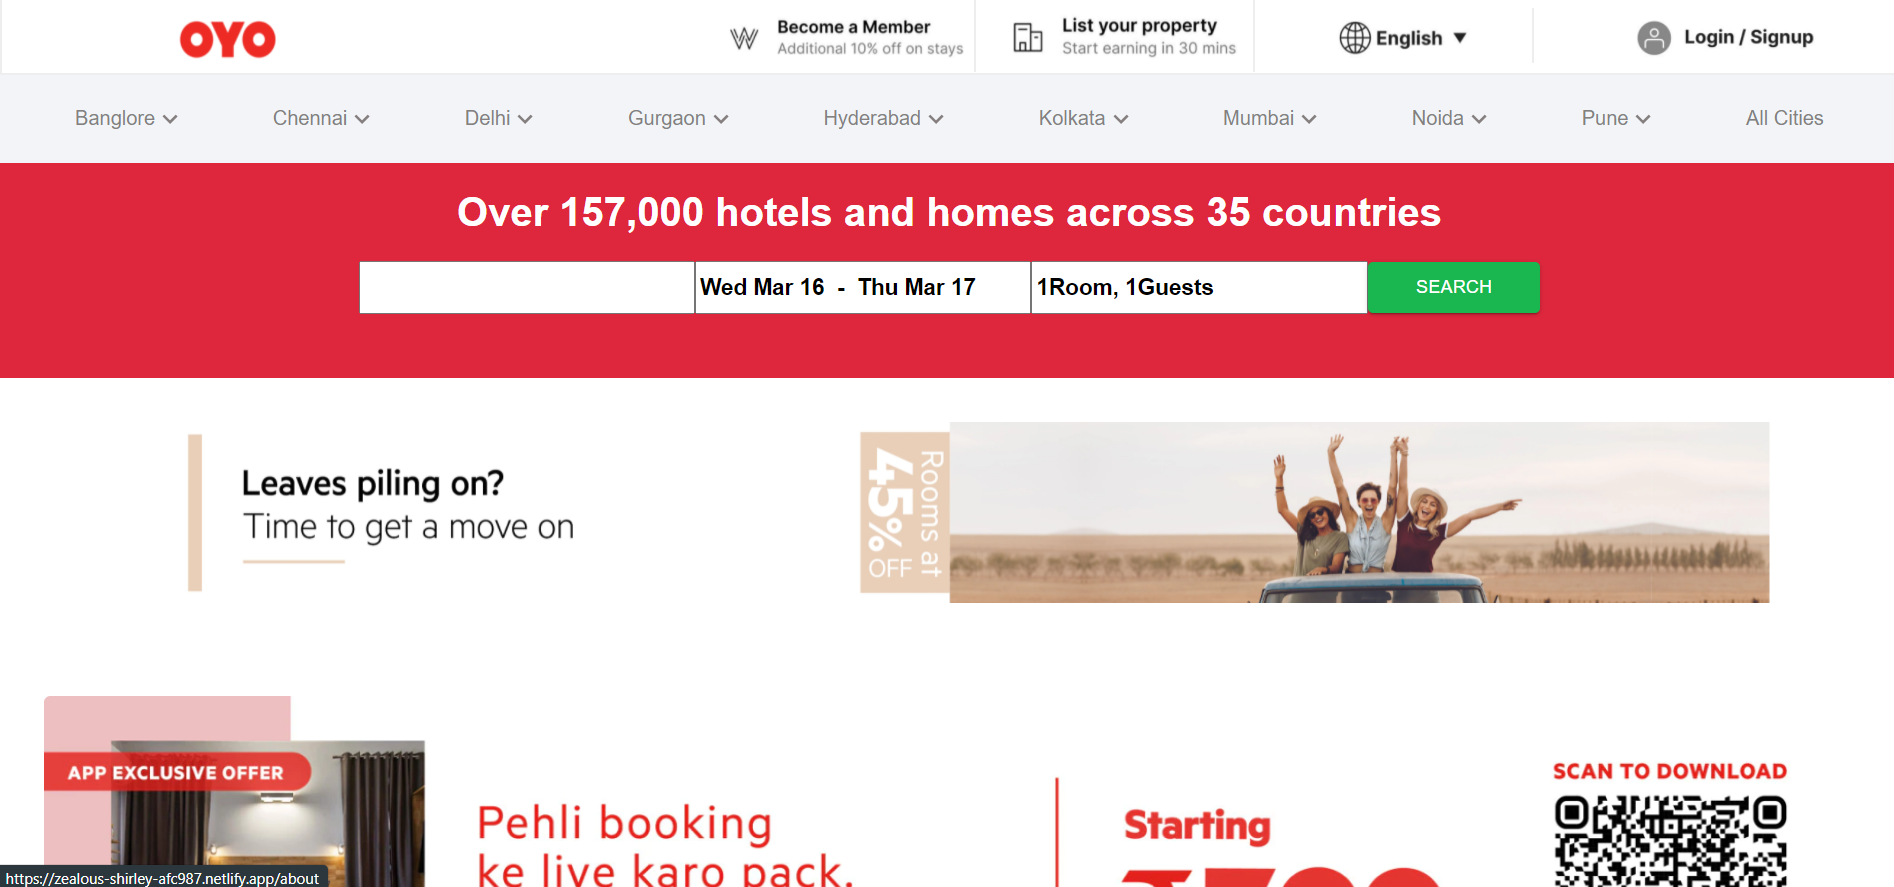 OYO
Become a Member
Additional 10% off on stays
List your property
Start earning in 30 mins
English
Login / Signup
Banglore
Chennai
Delhi
Gurgaon
Hyderabad
Kolkata
Mumbai
Noida
Pune
All Cities
Over 157,000 hotels and homes across 35 countries
Wed Mar 16 - Thu Mar 17
1Room, 1Guests
SEARCH
Leaves piling on?
Time to get a move on
Rooms at
45%
OFF
APP EXCLUSIVE OFFER
Pehli booking
ke live karo pack.
Starting
SCAN TO DOWNLOAD
https://zealous-shirley-afc987.netlify.app/about